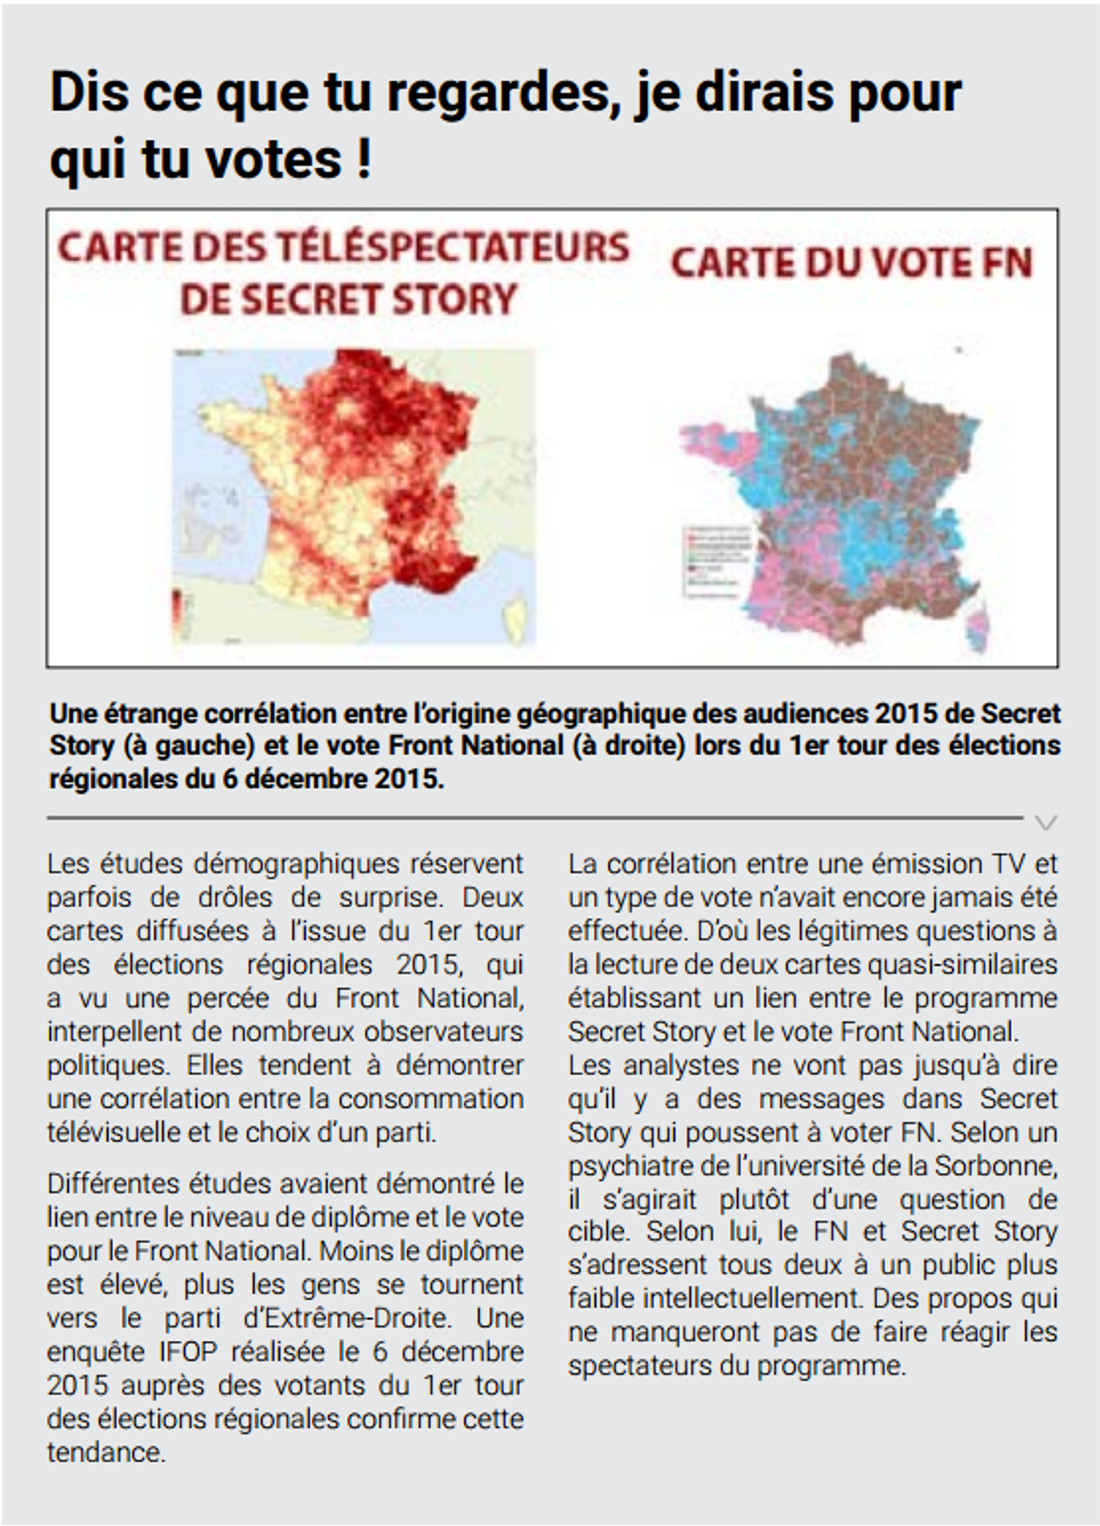 Dis ce que tu regardes, je dirais pour
qui tu votes !
CARTE DES TÉLÉSPECTATEURS
DE SECRET STORY
CARTE DU VOTE FN
Une étrange corrélation entre l'origine géographique des audiences 2015 de Secret
Story (à gauche) et le vote Front National (à droite) lors du 1er tour des élections
régionales du 6 décembre 2015.
Les études démographiques réservent
parfois de drôles de surprise. Deux
cartes diffusées à l'issue du 1er tour
des élections régionales 2015, qui
a vu une percée du Front National,
interpellent de nombreux observateurs
politiques. Elles tendent à démontrer
une corrélation entre la consommation
télévisuelle et le choix d'un parti.
Différentes études avaient démontré le
lien entre le niveau de diplôme et le vote
pour le Front National. Moins le diplôme
est élevé, plus les gens se tournent
vers le parti d'Extrême-Droite. Une
enquête IFOP réalisée le 6 décembre
2015 auprès des votants du 1er tour
des élections régionales confirme cette
tendance.
La corrélation entre une émission TV et
un type de vote n'avait encore jamais été
effectuée. D'où les légitimes questions à
la lecture de deux cartes quasi-similaires
établissant un lien entre le programme
Secret Story et le vote Front National.
Les analystes ne vont pas jusqu'à dire
qu'il y a des messages dans Secret
Story qui poussent à voter FN. Selon un
psychiatre de l'université de la Sorbonne,
il s'agirait plutôt d'une question de
cible. Selon lui, le FN et Secret Story
s'adressent tous deux à un public plus
faible intellectuellement. Des propos qui
ne manqueront pas de faire réagir les
spectateurs du programme.